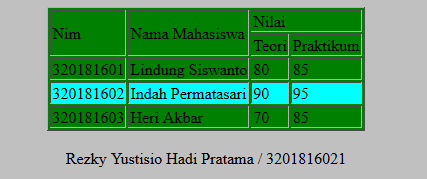 Nim Nama Mahasiswa Nilai
Teori Praktikum
320181601 Lindung Siswanto 80 85
320181602 Indah Permatasari 90 95
320181603 Heri Akbar 70 85
Rezky Yustisio Hadi Pratama / 3201816021